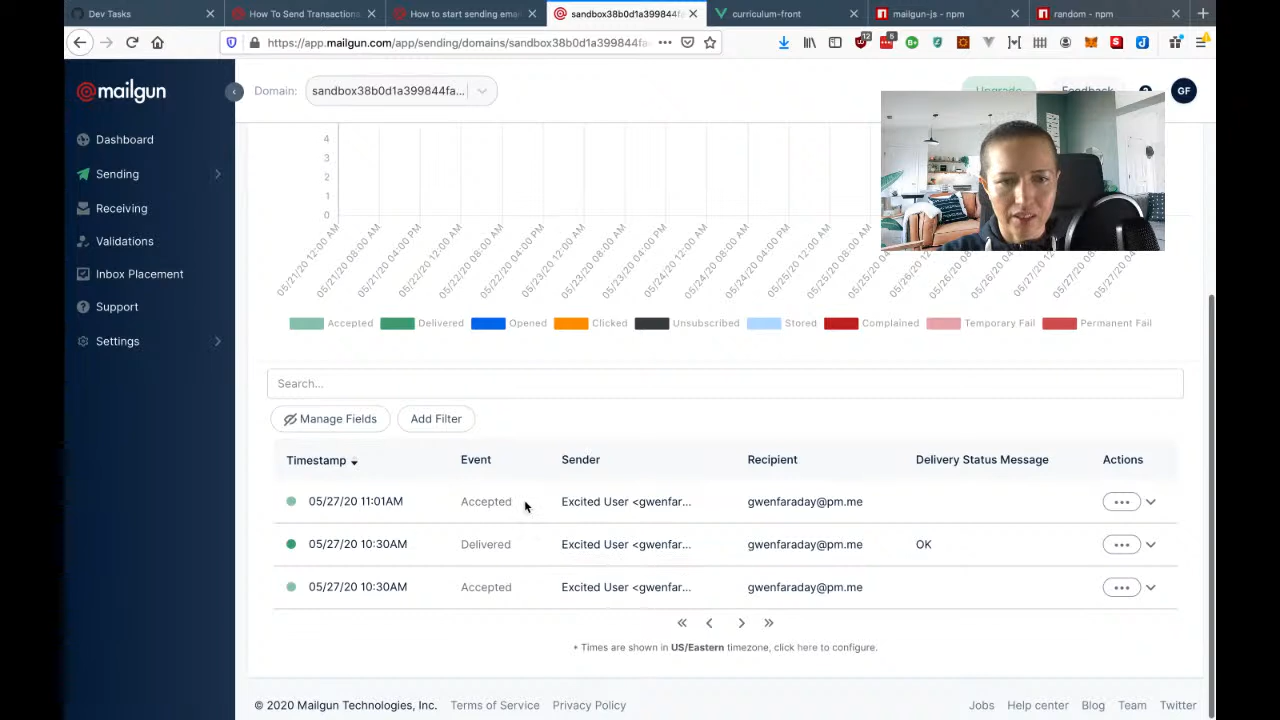 Dev Tasks
How To Send Transactiona
How to start sending emai
sandbox38b0d1a399844fa
curriculum-front
mailgun-js - npm
random - npm
https://app.mailgun.com/app/sending/domains/sandbox38b0d1a399844fa
12
6
mailgun
Domain:
sandbox38b0d1a399844fa...
Upgrade
Feedback
?
GF
Dashboard
Sending
Receiving
Validations
Inbox Placement
Support
Settings
4
3
2
1
0
05/21/20 12:00 AM
05/21/20 08:00 AM
05/21/20 04:00 PM
05/22/20 12:00 AM
05/22/20 08:00 AM
05/22/20 04:00 PM
05/23/20 12:00 AM
05/23/20 08:00 AM
05/23/20 04:00 PM
05/24/20 12:00 AM
05/24/20 08:00 AM
05/24/20 04:00 PM
05/25/20 12:00 AM
Accepted
Delivered
Opened
Clicked
Unsubscribed
Stored
Complained
Temporary Fail
Permanent Fail
Search...
Manage Fields
Add Filter
Timestamp Event Sender Recipient Delivery Status Message Actions
05/27/20 11:01AM Accepted Excited User <gwenfar... gwenfaraday@pm.me
05/27/20 10:30AM Delivered Excited User <gwenfar... gwenfaraday@pm.me OK
05/27/20 10:30AM Accepted Excited User <gwenfar... gwenfaraday@pm.me
« ‹ › »
* Times are shown in US/Eastern timezone, click here to configure.
© 2020 Mailgun Technologies, Inc. Terms of Service Privacy Policy
Jobs Help center Blog Team Twitter